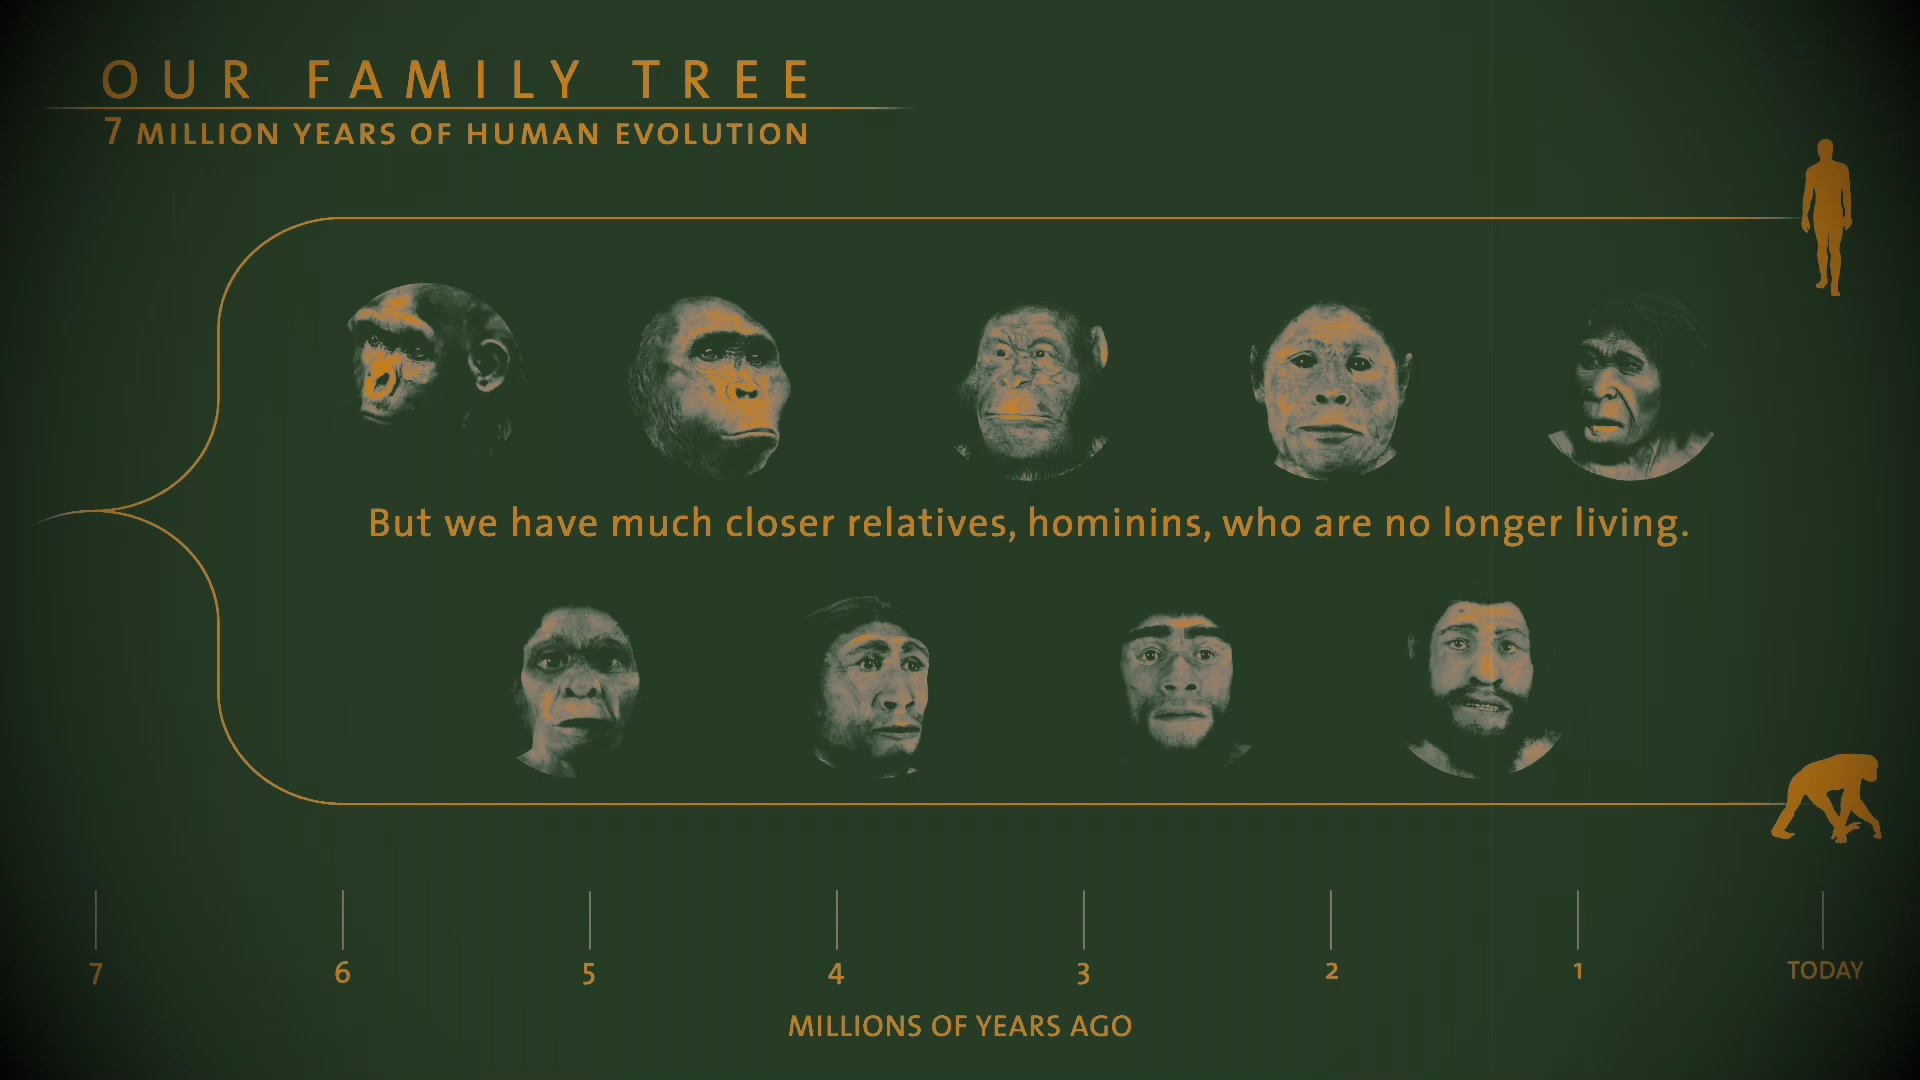 OUR FAMILY TREE
7 MILLION YEARS OF HUMAN EVOLUTION
But we have much closer relatives, hominins, who are no longer living.
7 6 5 4 3 2 1 TODAY
MILLIONS OF YEARS AGO